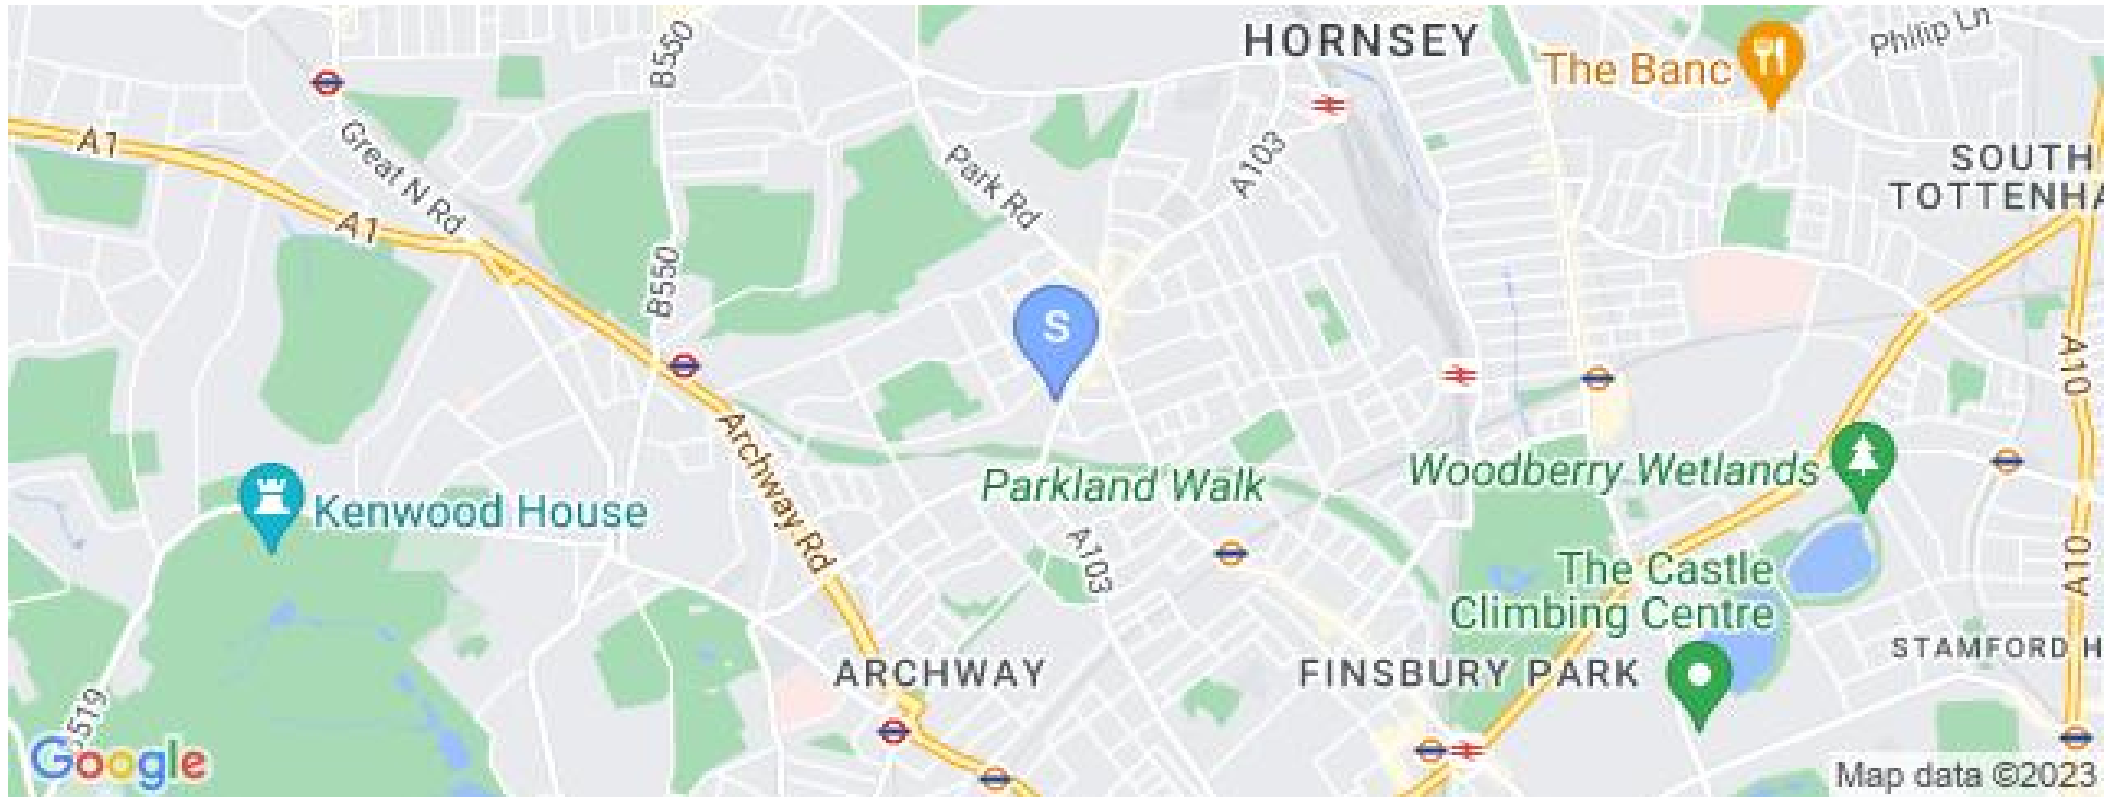 HORNSEY
B550
The Banc
Philip Ln
A1
Great N Rd
Park Rd
A103
SOUTH
TOTTENHA
A1
B550
S
A10
Archway Rd
Parkland Walk
Woodberry Wetlands
Kenwood House
A103
The Castle
Climbing Centre
A10
ARCHWAY
FINSBURY PARK
STAMFORD H
5519
Google
Map data ©2023